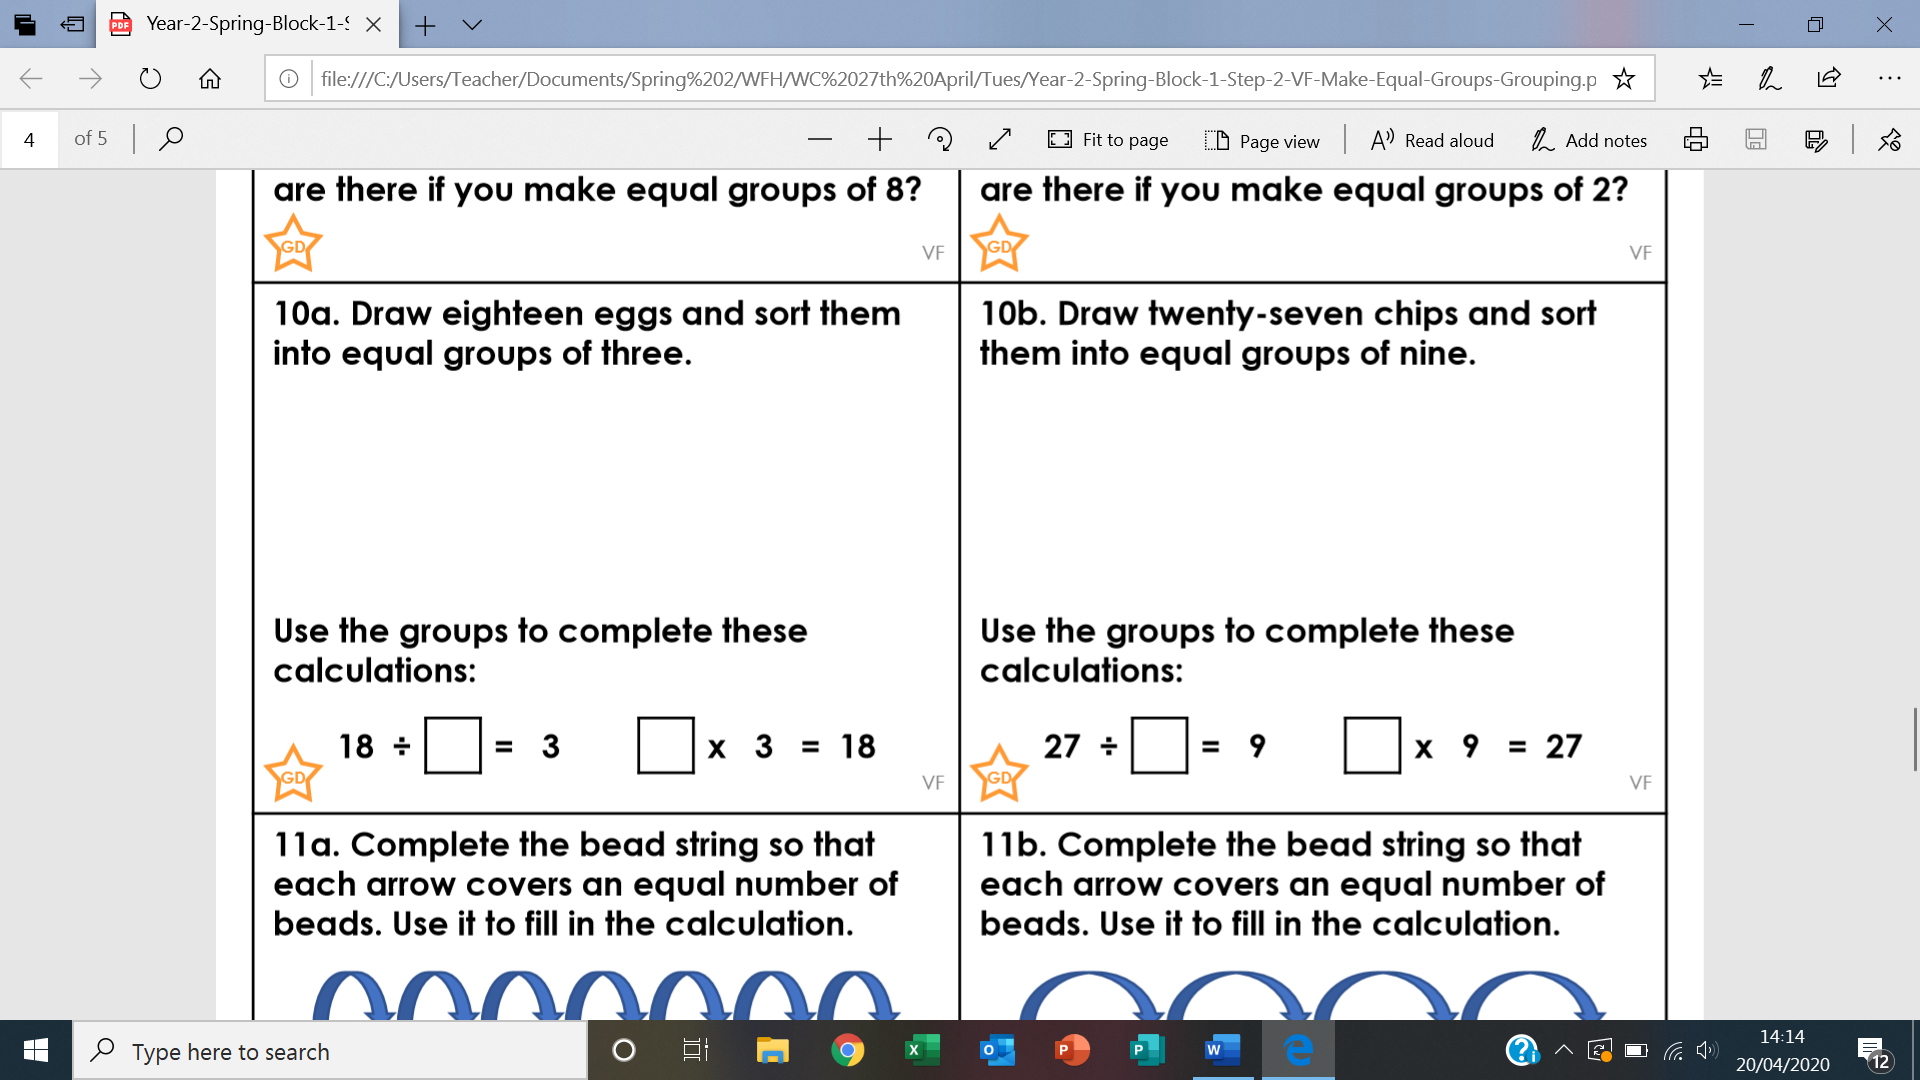 Year-2-Spring-Block-1-S
file:///C:/Users/Teacher/Documents/Spring%202/WFH/WC%2027th%20April/Tues/Year-2-Spring-Block-1-Step-2-VF-Make-Equal-Groups-Grouping.p
4 of 5 Fit to page Page view Read aloud Add notes
are there if you make equal groups of 8?
GD VF
are there if you make equal groups of 2?
GD VF
10a. Draw eighteen eggs and sort them
into equal groups of three.
Use the groups to complete these
calculations:
18 ÷ = 3 x 3 = 18
GD VF
10b. Draw twenty-seven chips and sort
them into equal groups of nine.
Use the groups to complete these
calculations:
27 ÷ = 9 x 9 = 27
GD VF
11a. Complete the bead string so that
each arrow covers an equal number of
beads. Use it to fill in the calculation.
11b. Complete the bead string so that
each arrow covers an equal number of
beads. Use it to fill in the calculation.
Type here to search
14:14
20/04/2020
12